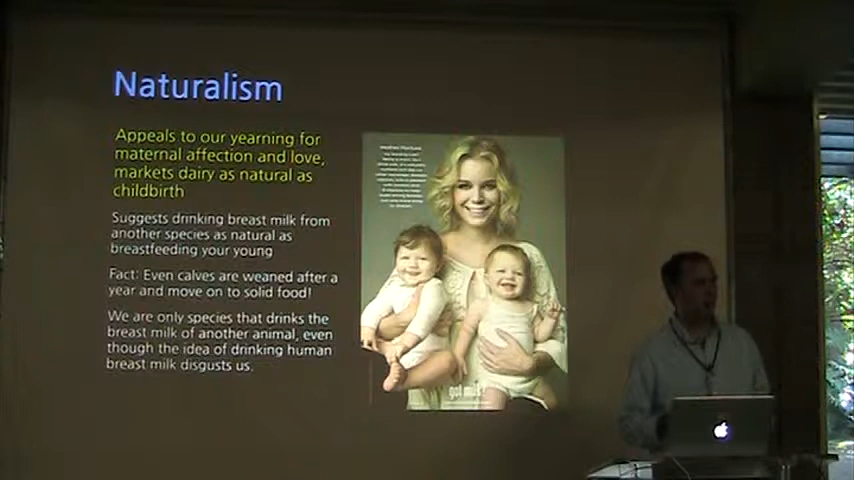 Naturalism
Appeals to our yearning for
maternal affection and love,
markets dairy as natural as
childbirth
Suggests drinking breast milk from
another species as natural as
breastfeeding your young
Fact: Even calves are weaned after a
year and move on to solid food!
We are only species that drinks the
breast milk of another animal, even
though the idea of drinking human
breast milk disgusts us.
got milk?